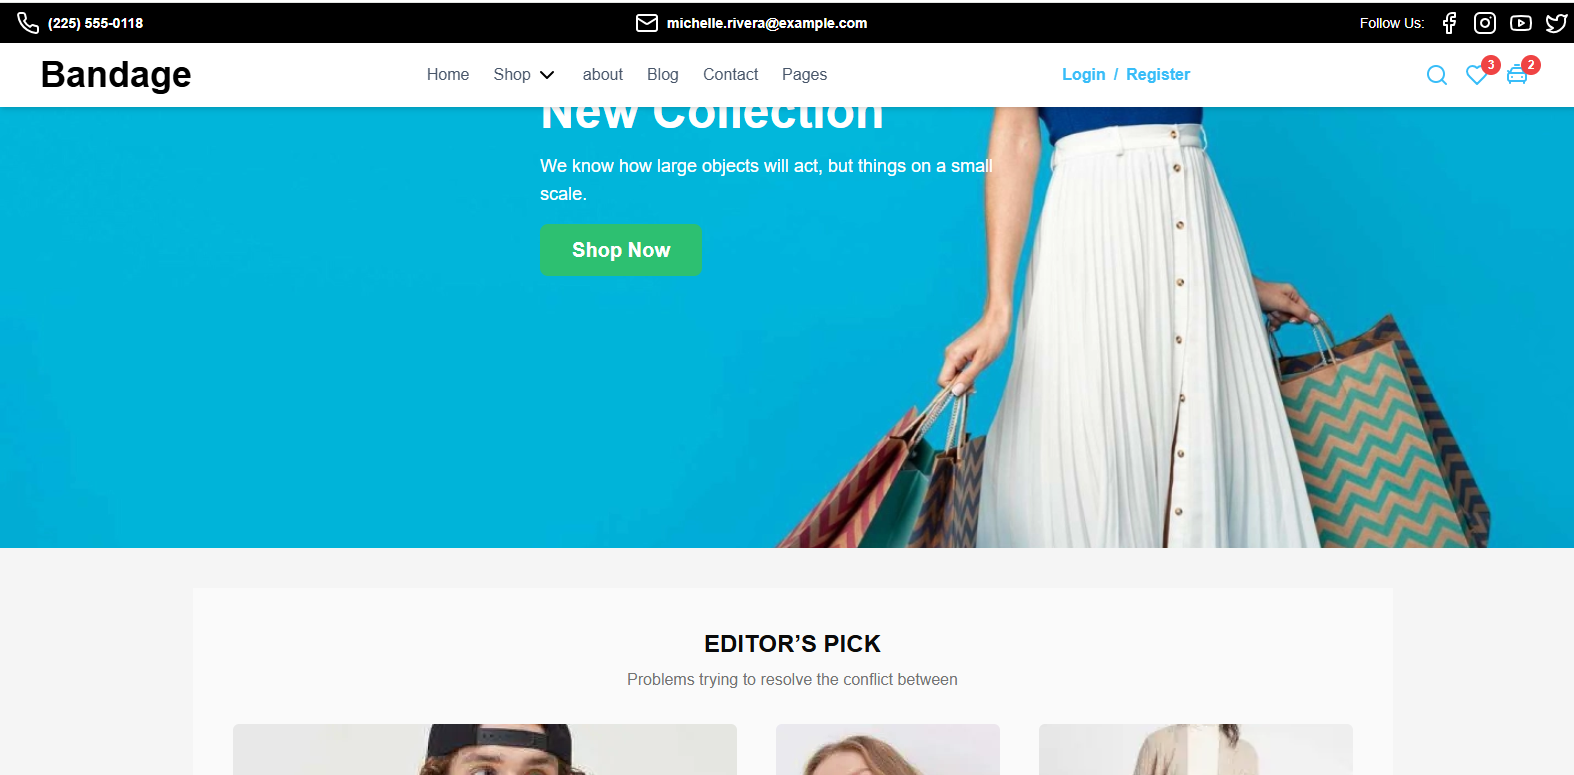 (225) 555-0118
michelle.rivera@example.com
Follow Us:
Bandage
Home Shop about Blog Contact Pages
Login / Register
3
2
New Collection
We know how large objects will act, but things on a small
scale.
Shop Now
EDITOR’S PICK
Problems trying to resolve the conflict between